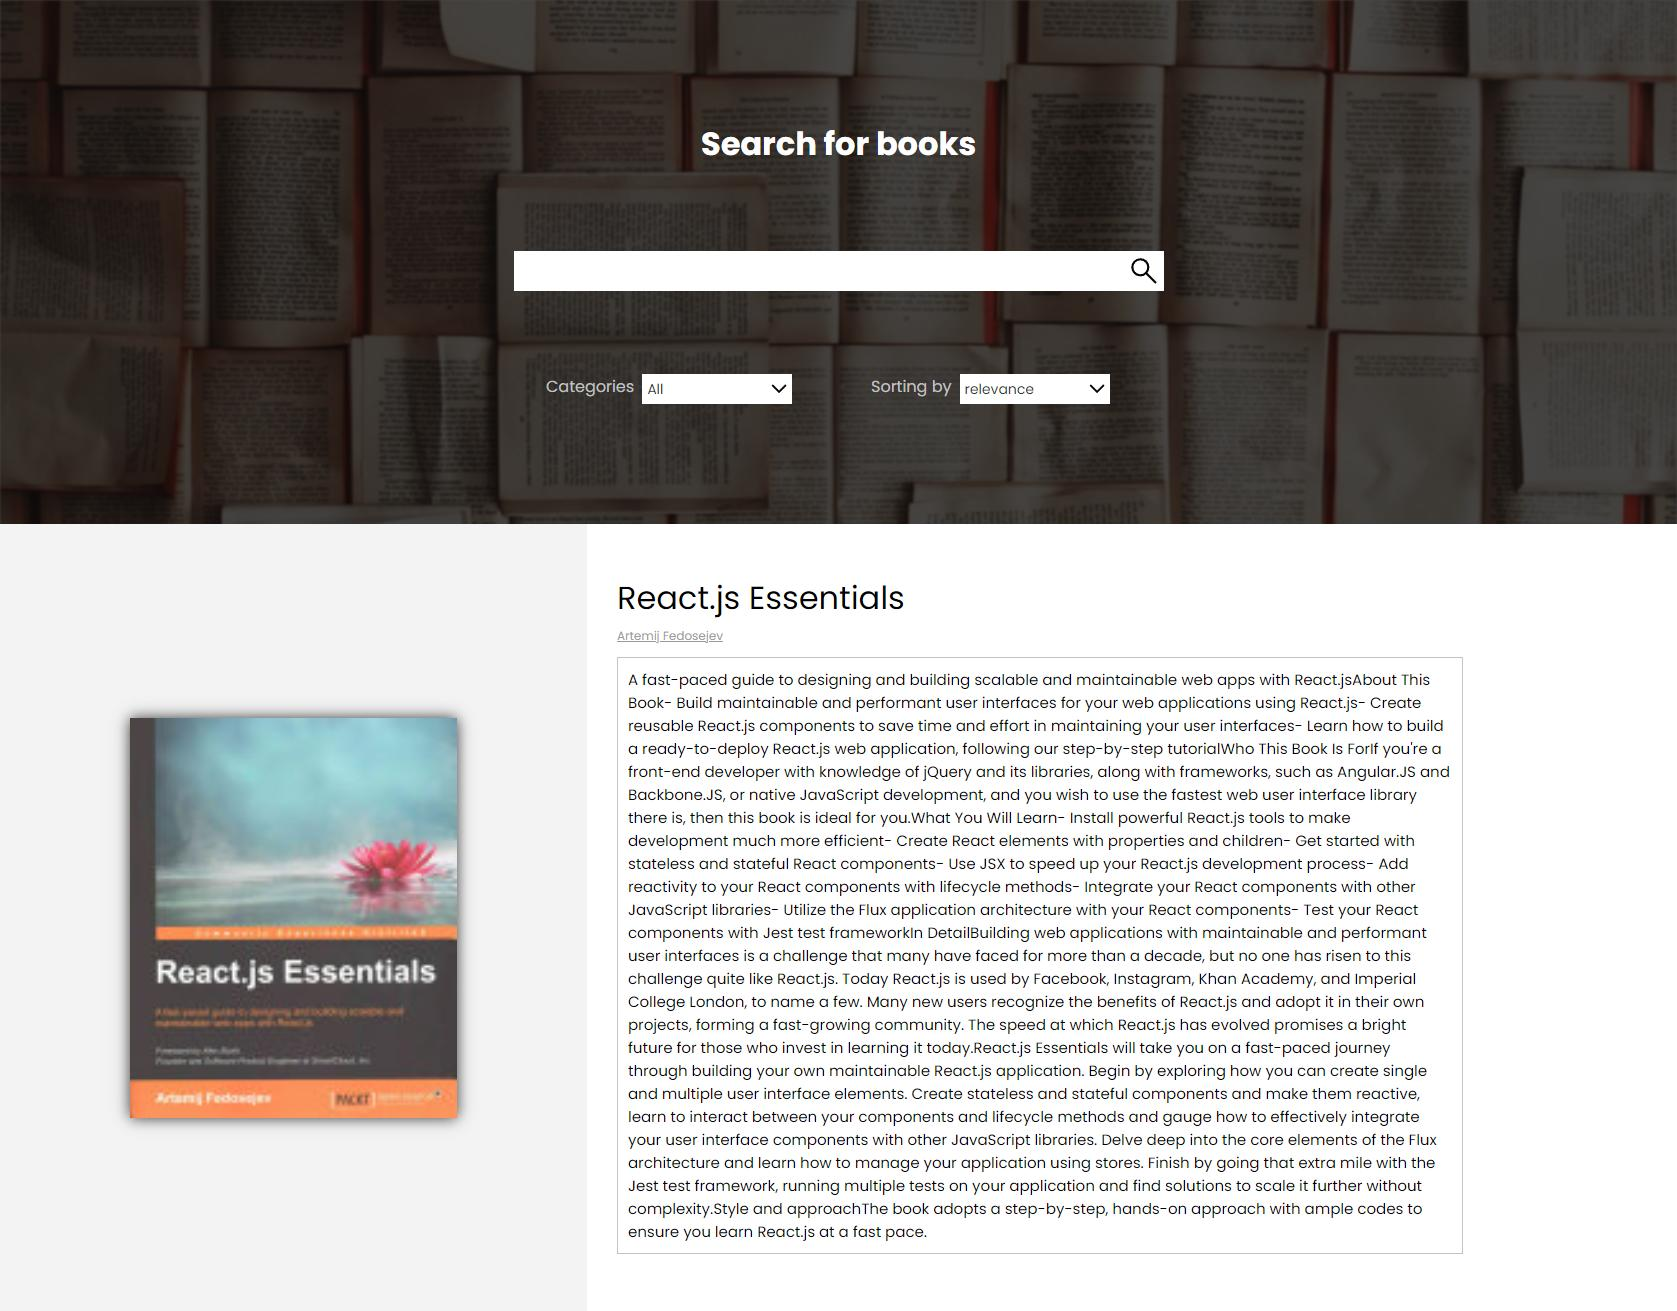 Search for books
Categories All Sorting by relevance
React.js Essentials
Artemij Fedosejev
A fast-paced guide to designing and building scalable and maintainable web apps with React.jsAbout This
Book- Build maintainable and performant user interfaces for your web applications using React.js- Create
reusable React.js components to save time and effort in maintaining your user interfaces- Learn how to build
a ready-to-deploy React.js web application, following our step-by-step tutorialWho This Book Is ForIf you're a
front-end developer with knowledge of jQuery and its libraries, along with frameworks, such as Angular.JS and
Backbone.JS, or native JavaScript development, and you wish to use the fastest web user interface library
there is, then this book is ideal for you.What You Will Learn- Install powerful React.js tools to make
development much more efficient- Create React elements with properties and children- Get started with
stateless and stateful React components- Use JSX to speed up your React.js development process- Add
reactivity to your React components with lifecycle methods- Integrate your React components with other
JavaScript libraries- Utilize the Flux application architecture with your React components- Test your React
components with Jest test frameworkIn DetailBuilding web applications with maintainable and performant
user interfaces is a challenge that many have faced for more than a decade, but no one has risen to this
challenge quite like React.js. Today React.js is used by Facebook, Instagram, Khan Academy, and Imperial
College London, to name a few. Many new users recognize the benefits of React.js and adopt it in their own
projects, forming a fast-growing community. The speed at which React.js has evolved promises a bright
future for those who invest in learning it today.React.js Essentials will take you on a fast-paced journey
through building your own maintainable React.js application. Begin by exploring how you can create single
and multiple user interface elements. Create stateless and stateful components and make them reactive,
learn to interact between your components and lifecycle methods and gauge how to effectively integrate
your user interface components with other JavaScript libraries. Delve deep into the core elements of the Flux
architecture and learn how to manage your application using stores. Finish by going that extra mile with the
Jest test framework, running multiple tests on your application and find solutions to scale it further without
complexity.Style and approachThe book adopts a step-by-step, hands-on approach with ample codes to
ensure you learn React.js at a fast pace.
React.js Essentials
A fast-paced guide to designing and building scalable and
maintainable web apps with React.js
Artemij Fedosejev
PACKT